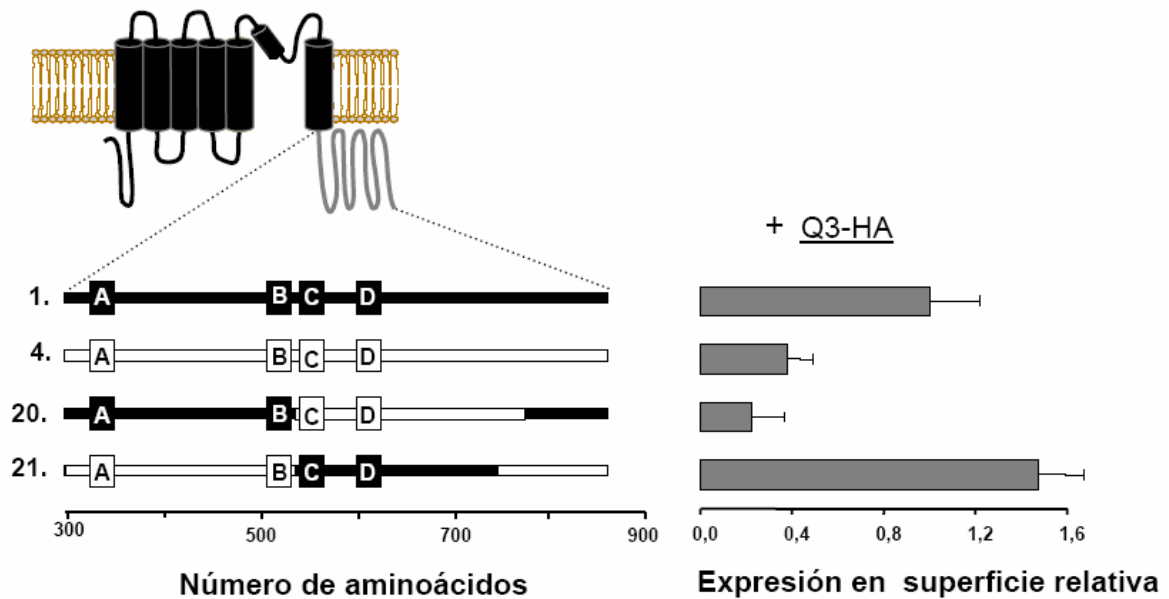 + Q3-HA
1. A B C D
4. A B C D
20. A B C D
21. A B C D
300 500 700 900
0,0 0,4 0,8 1,2 1,6
Número de aminoácidos
Expresión en superficie relativa